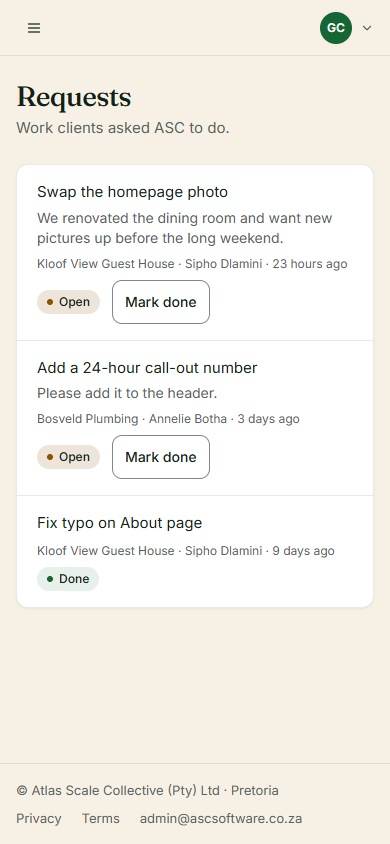 GC
Requests
Work clients asked ASC to do.
Swap the homepage photo
We renovated the dining room and want new
pictures up before the long weekend.
Kloof View Guest House · Sipho Dlamini · 23 hours ago
Open
Mark done
Add a 24-hour call-out number
Please add it to the header.
Bosveld Plumbing · Annelie Botha · 3 days ago
Open
Mark done
Fix typo on About page
Kloof View Guest House · Sipho Dlamini · 9 days ago
Done
© Atlas Scale Collective (Pty) Ltd · Pretoria
Privacy Terms admin@ascsoftware.co.za